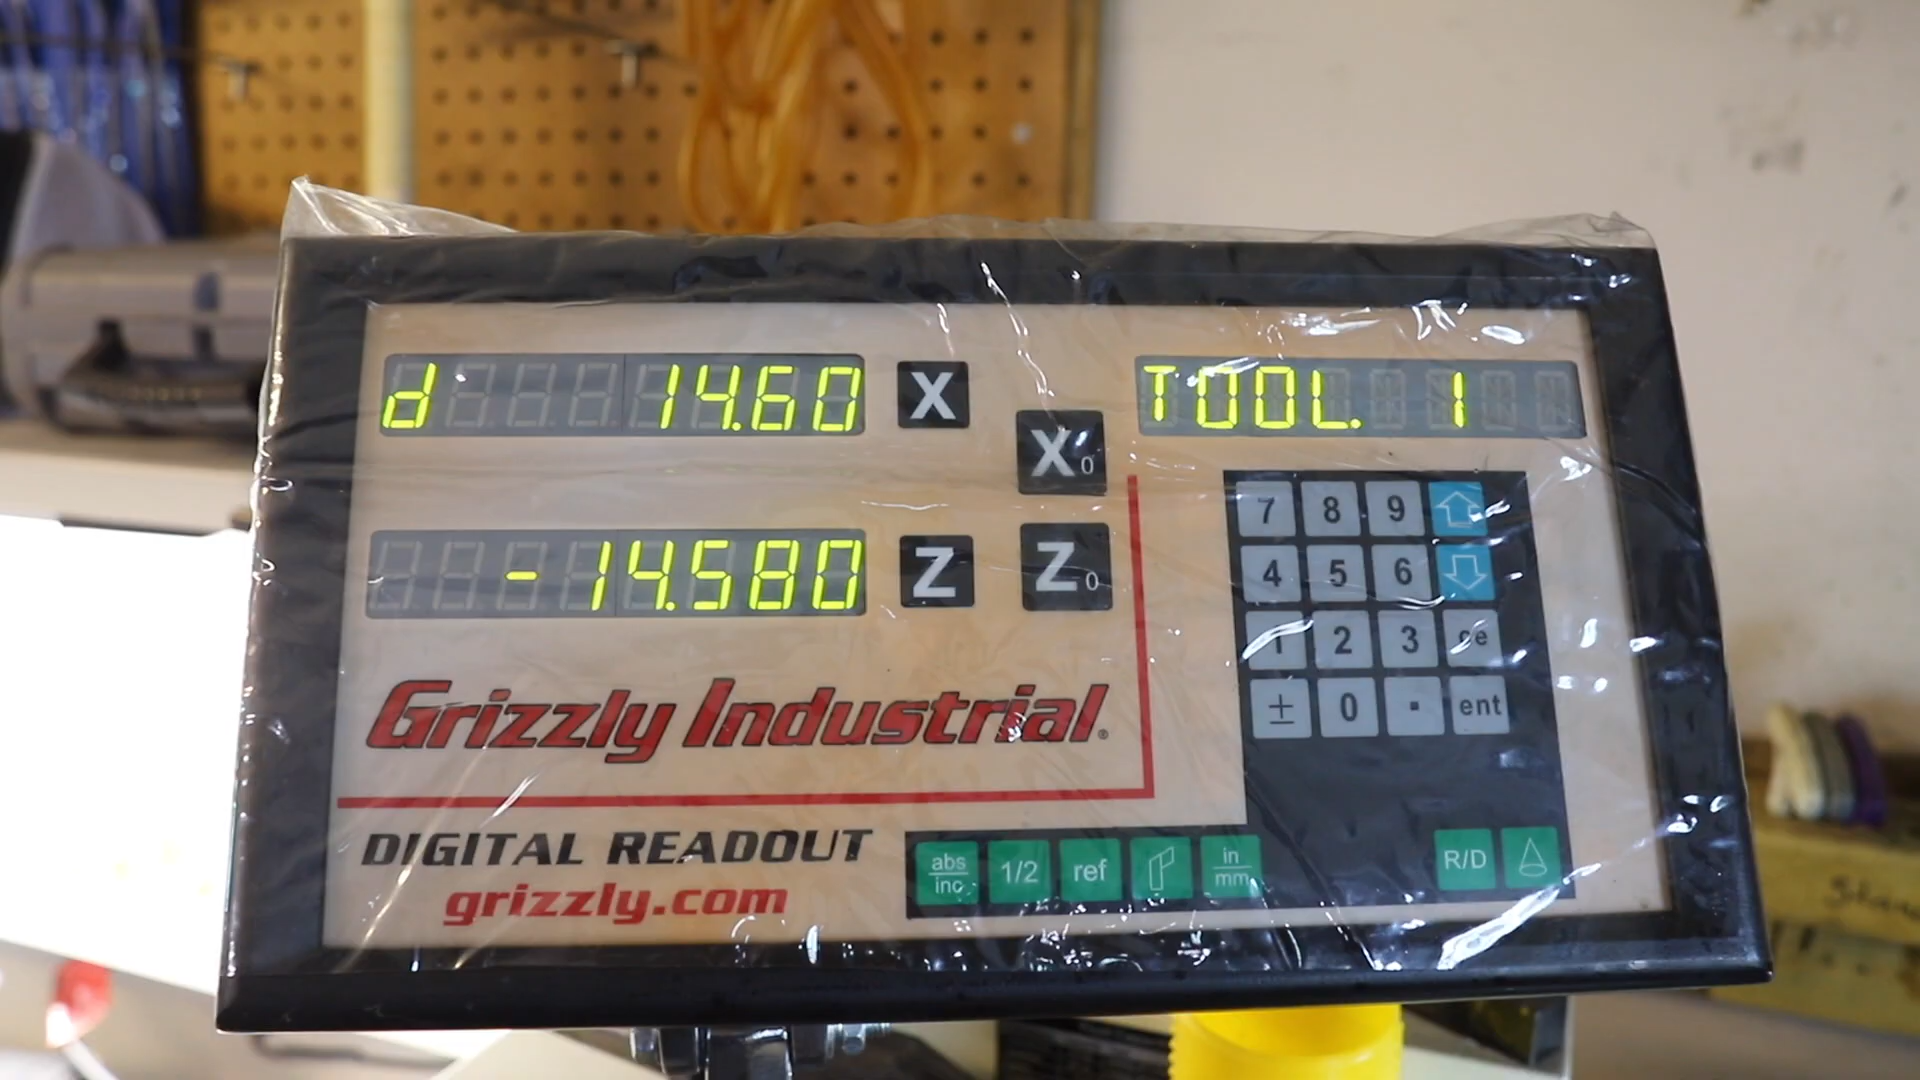 d 14.60 X
TOOL. 1
X0
-14.580 Z
Z0
7 8 9
4 5 6
1 2 3 ce
± 0 . ent
Grizzly Industrial®
DIGITAL READOUT
grizzly.com
abs
inc
1/2
ref
in
mm
R/D